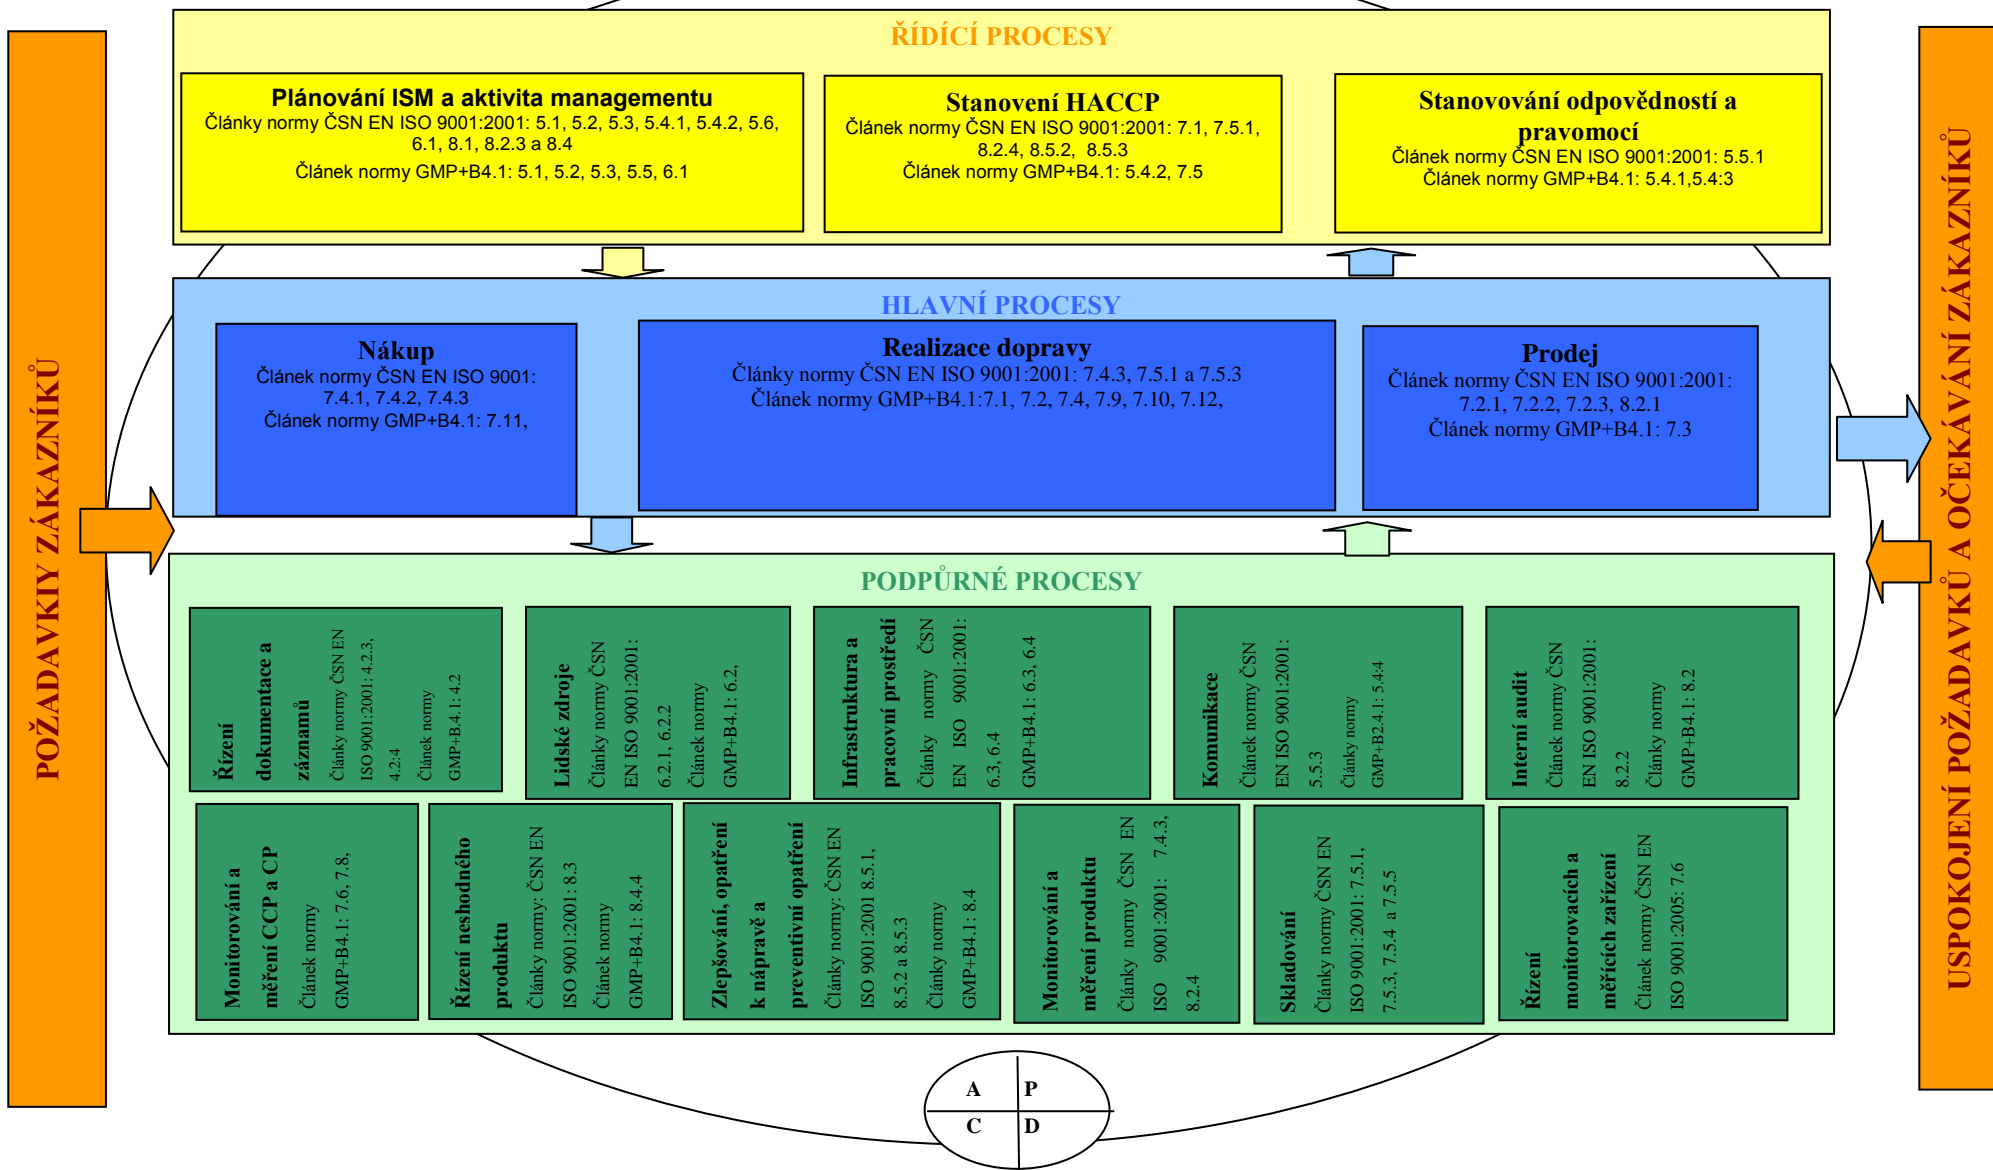 ŘÍDÍCÍ PROCESY
Plánování ISM a aktivita managementu
Články normy ČSN EN ISO 9001:2001: 5.1, 5.2, 5.3, 5.4.1, 5.4.2, 5.6,
6.1, 8.1, 8.2.3 a 8.4
Článek normy GMP+B4.1: 5.1, 5.2, 5.3, 5.5, 6.1
Stanovení HACCP
Článek normy ČSN EN ISO 9001:2001: 7.1, 7.5.1,
8.2.4, 8.5.2, 8.5.3
Článek normy GMP+B4.1: 5.4.2, 7.5
Stanovování odpovědností a
pravomocí
Článek normy ČSN EN ISO 9001:2001: 5.5.1
Článek normy GMP+B4.1: 5.4.1,5.4:3
POŽADAVKIY ZÁKAZNÍKŮ
HLAVNÍ PROCESY
Nákup
Článek normy ČSN EN ISO 9001:
7.4.1, 7.4.2, 7.4.3
Článek normy GMP+B4.1: 7.11,
Realizace dopravy
Články normy ČSN EN ISO 9001:2001: 7.4.3, 7.5.1 a 7.5.3
Článek normy GMP+B4.1:7.1, 7.2, 7.4, 7.9, 7.10, 7.12,
Prodej
Článek normy ČSN EN ISO 9001:2001:
7.2.1, 7.2.2, 7.2.3, 8.2.1
Článek normy GMP+B4.1: 7.3
USPOKOJENÍ POŽADAVKŮ A OČEKÁVÁNÍ ZÁKAZNÍKŮ
PODPŮRNÉ PROCESY
Řízení
dokumentace a
záznamů
Články normy ČSN EN
ISO 9001:2001: 4.2.3,
4.2:4
Článek normy
GMP+B.4.1: 4.2
Lidské zdroje
Články normy ČSN
EN ISO 9001:2001:
6.2.1, 6.2.2
Článek normy
GMP+B4.1: 6.2,
Infrastruktura a
pracovní prostředí
Články normy ČSN
EN ISO 9001:2001:
6.3, 6.4
GMP+B4.1: 6.3, 6.4
Komunikace
Článek normy ČSN
EN ISO 9001:2001:
5.5.3
Články normy
GMP+B2.4.1: 5.4:4
Interní audit
Článek normy ČSN
EN ISO 9001:2001:
8.2.2
Články normy
GMP+B4.1: 8.2
Monitorování a
měření CCP a CP
Článek normy
GMP+B4.1: 7.6, 7.8,
Řízení neshodného
produktu
Články normy: ČSN EN
ISO 9001:2001: 8.3
Článek normy
GMP+B4.1: 8.4.4
Zlepšování, opatření
k nápravě a
preventivní opatření
Články normy: ČSN EN
ISO 9001:2001 8.5.1,
8.5.2 a 8.5.3
Článek normy
GMP+B4.1: 8.4
Monitorování a
měření produktu
Články normy ČSN EN
ISO 9001:2001: 7.4.3,
8.2.4
Skladování
Články normy ČSN EN
ISO 9001:2001: 7.5.1,
7.5.3, 7.5.4 a 7.5.5
Řízení
monitorovacích a
měřících zařízení
Článek normy ČSN EN
ISO 9001:2005: 7.6
A P
C D